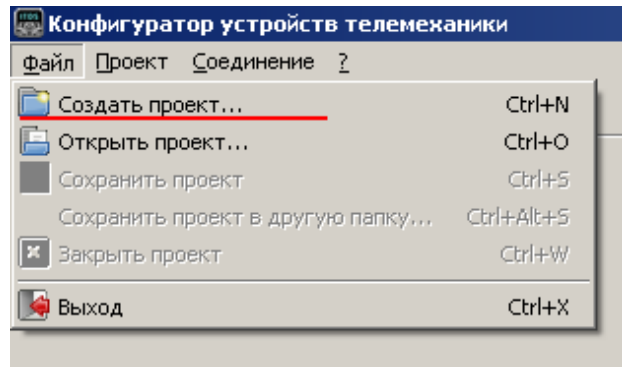 Конфигуратор устройств телемеханики
Файл Проект Соединение ?
Создать проект... Ctrl+N
Открыть проект... Ctrl+O
Сохранить проект Ctrl+S
Сохранить проект в другую папку... Ctrl+Alt+S
Закрыть проект Ctrl+W
Выход Ctrl+X